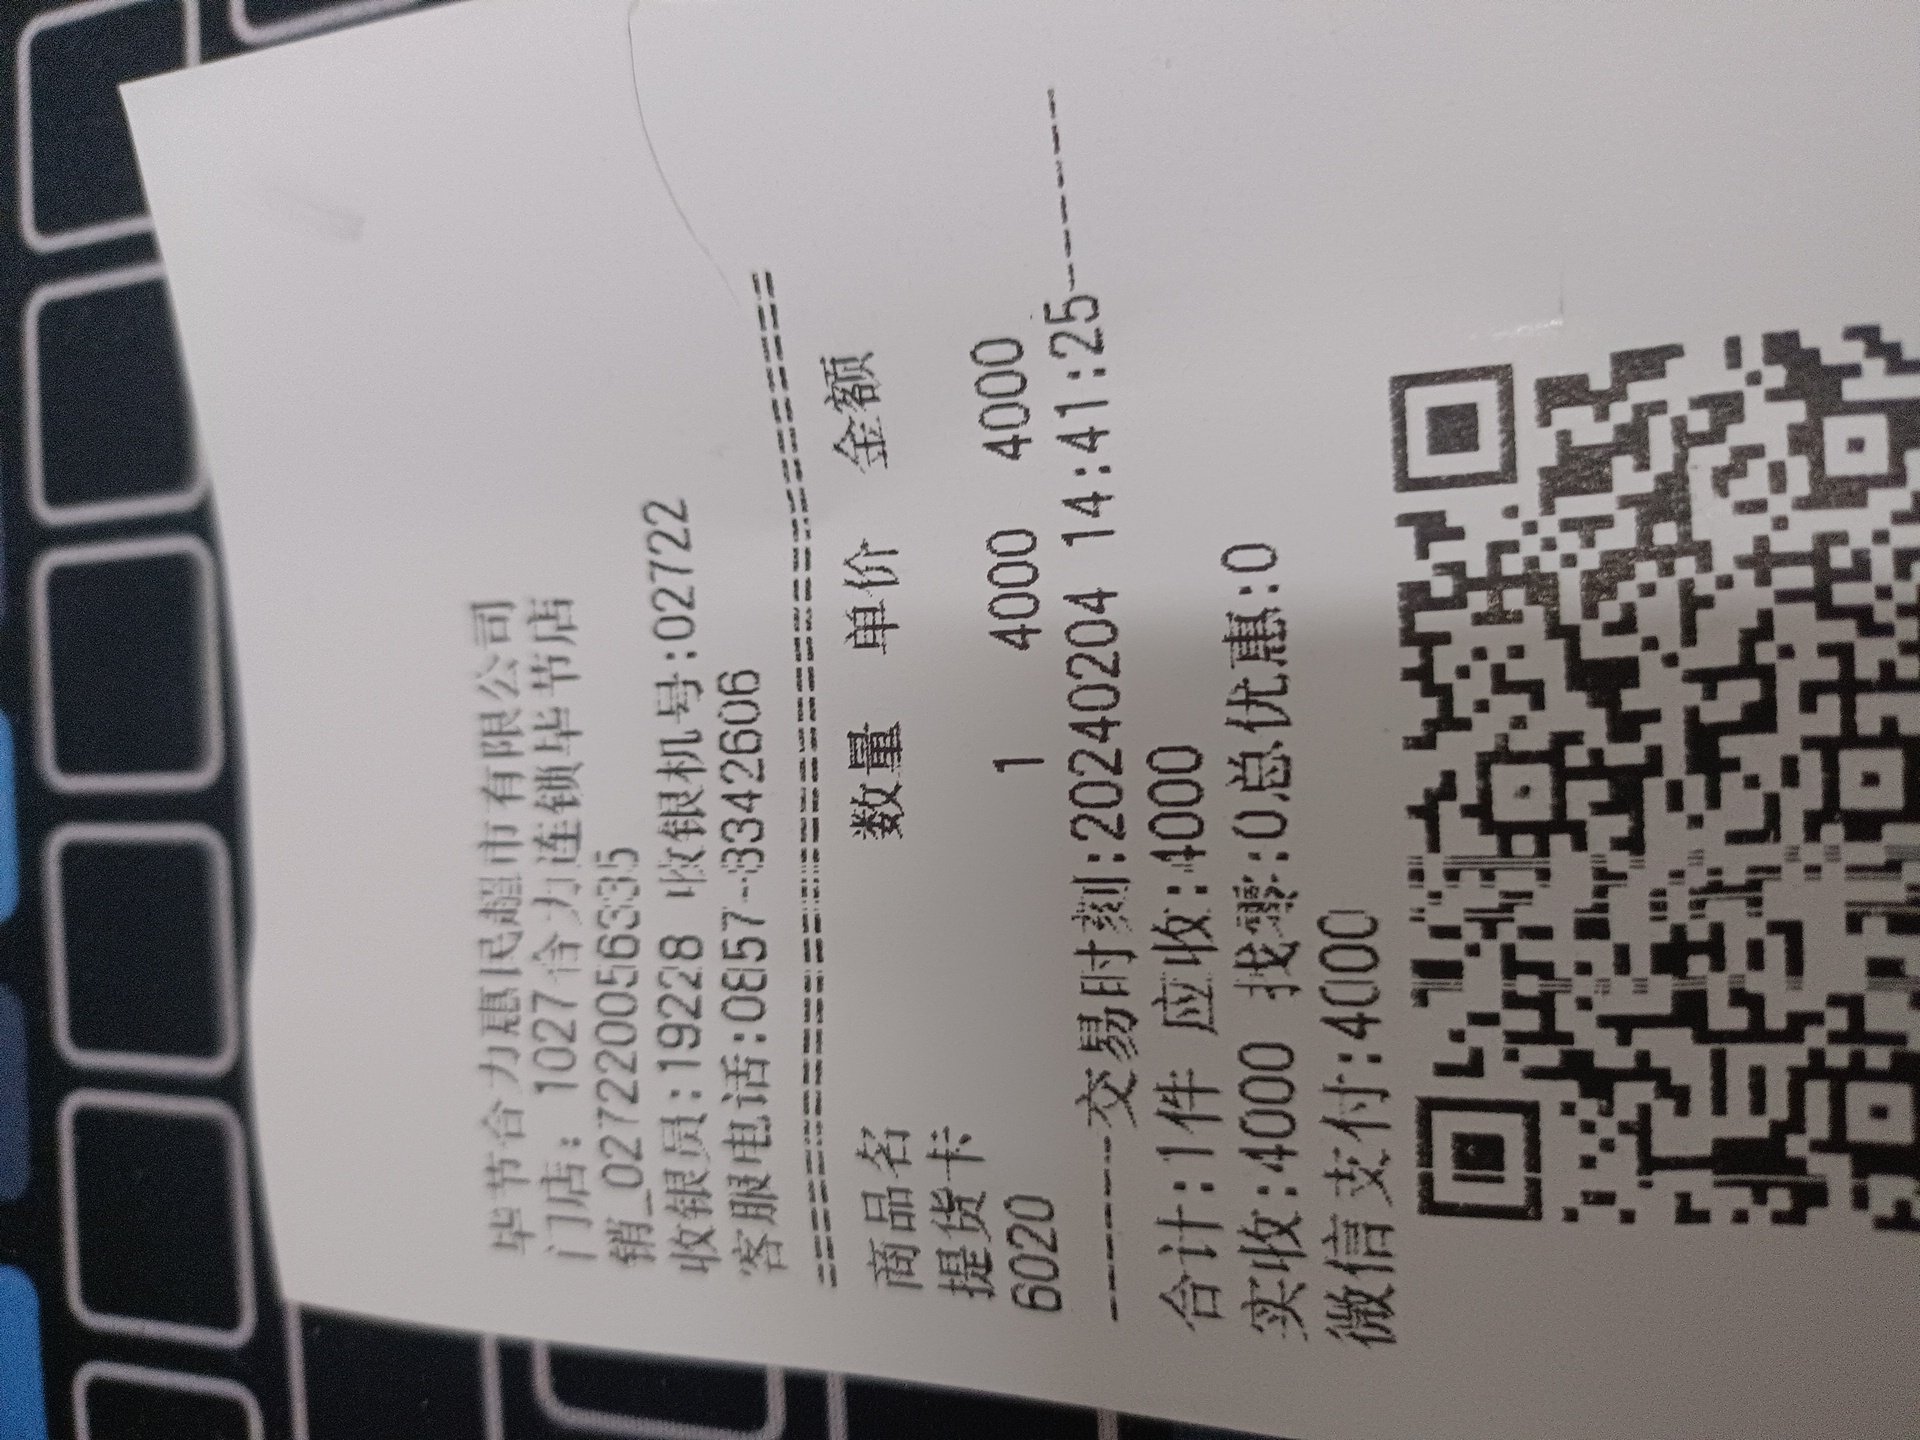 毕节合力惠民超市有限公司
门店: 1027合力连锁毕节店
销_027220056335
收银员:19228 收银机号:02722
客服电话:0857-8342606
==========================================
商品名 数量 单价 金额
提货卡
6020 1 4000 4000
--------交易时刻:20240204 14:41:25--------
合计:1件 应收:4000
实收:4000 找零:0总优惠:0
微信支付:4000